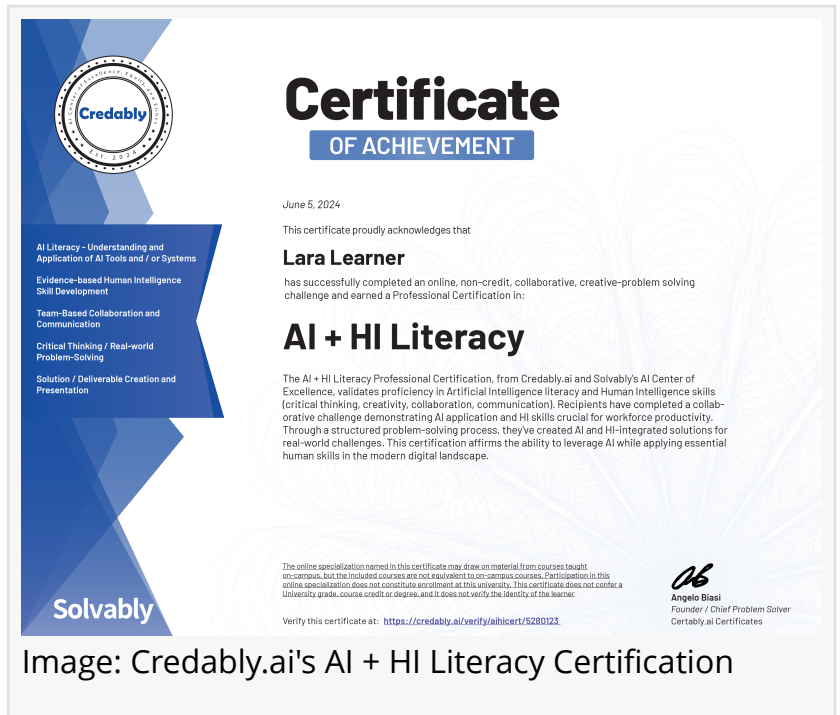 AI Center of Excellence, Equity, and Ethics
Credably
Est. 2024
Certificate
OF ACHIEVEMENT
June 5, 2024
This certificate proudly acknowledges that
Lara Learner
has successfully completed an online, non-credit, collaborative, creative-problem solving
challenge and earned a Professional Certification in:
AI + HI Literacy
The AI + HI Literacy Professional Certification, from Credably.ai and Solvably's AI Center of
Excellence, validates proficiency in Artificial Intelligence literacy and Human Intelligence skills
(critical thinking, creativity, collaboration, communication). Recipients have completed a collab-
orative challenge demonstrating AI application and HI skills crucial for workforce productivity.
Through a structured problem-solving process, they've created AI and HI-integrated solutions for
real-world challenges. This certification affirms the ability to leverage AI while applying essential
human skills in the modern digital landscape.
AI Literacy - Understanding and
Application of AI Tools and / or Systems
Evidence-based Human Intelligence
Skill Development
Team-Based Collaboration and
Communication
Critical Thinking / Real-world
Problem-Solving
Solution / Deliverable Creation and
Presentation
Solvably
The online specialization named in this certificate may draw on material from courses taught
on-campus, but the included courses are not equivalent to on-campus courses. Participation in this
online specialization does not constitute enrollment at this university. This certificate does not confer a
University grade, course credit or degree, and it does not verify the identity of the learner
Verify this certificate at: https://credably.ai/verify/aihicert/5280123
Angelo Biasi
Founder / Chief Problem Solver
Certably.ai Certificates
Image: Credably.ai's AI + HI Literacy Certification